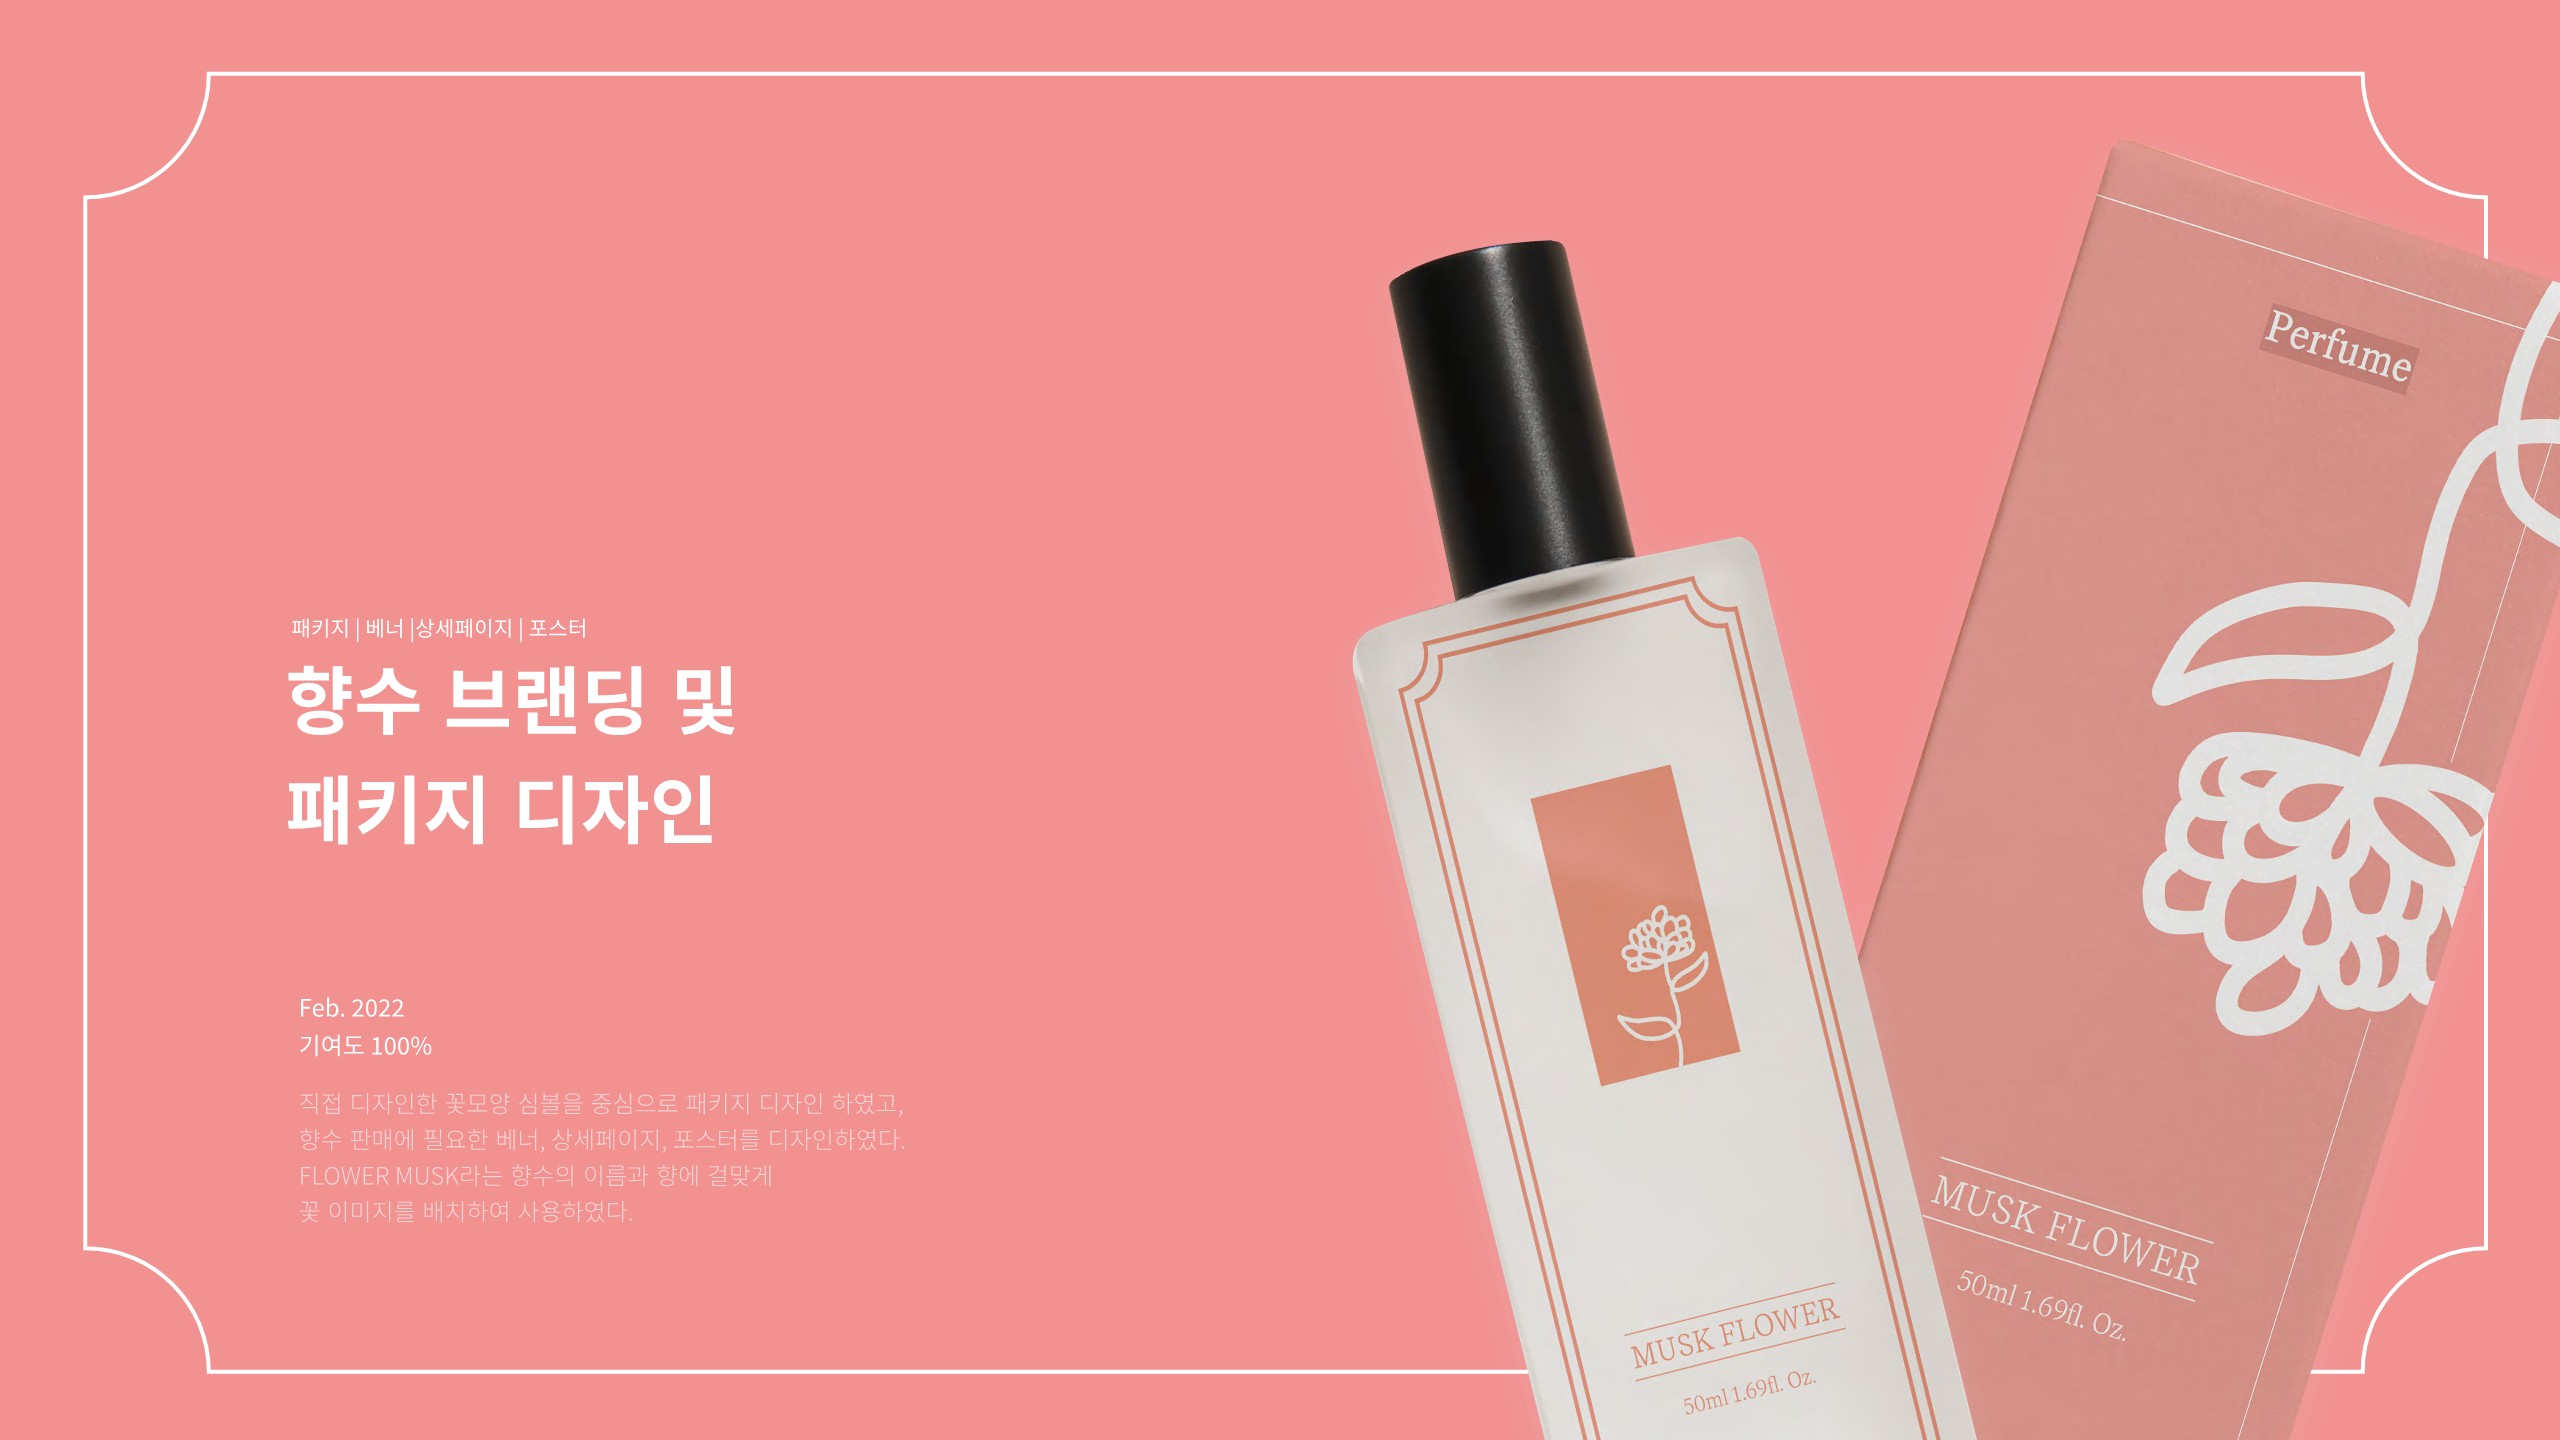 패키지 | 베너 |상세페이지 | 포스터
향수 브랜딩 및
패키지 디자인
Feb. 2022
기여도 100%
직접 디자인한 꽃모양 심볼을 중심으로 패키지 디자인 하였고,
향수 판매에 필요한 베너, 상세페이지, 포스터를 디자인하였다.
FLOWER MUSK라는 향수의 이름과 향에 걸맞게
꽃 이미지를 배치하여 사용하였다.
MUSK FLOWER
50ml 1.69fl. Oz.
Perfume
MUSK FLOWER
50ml 1.69fl. Oz.